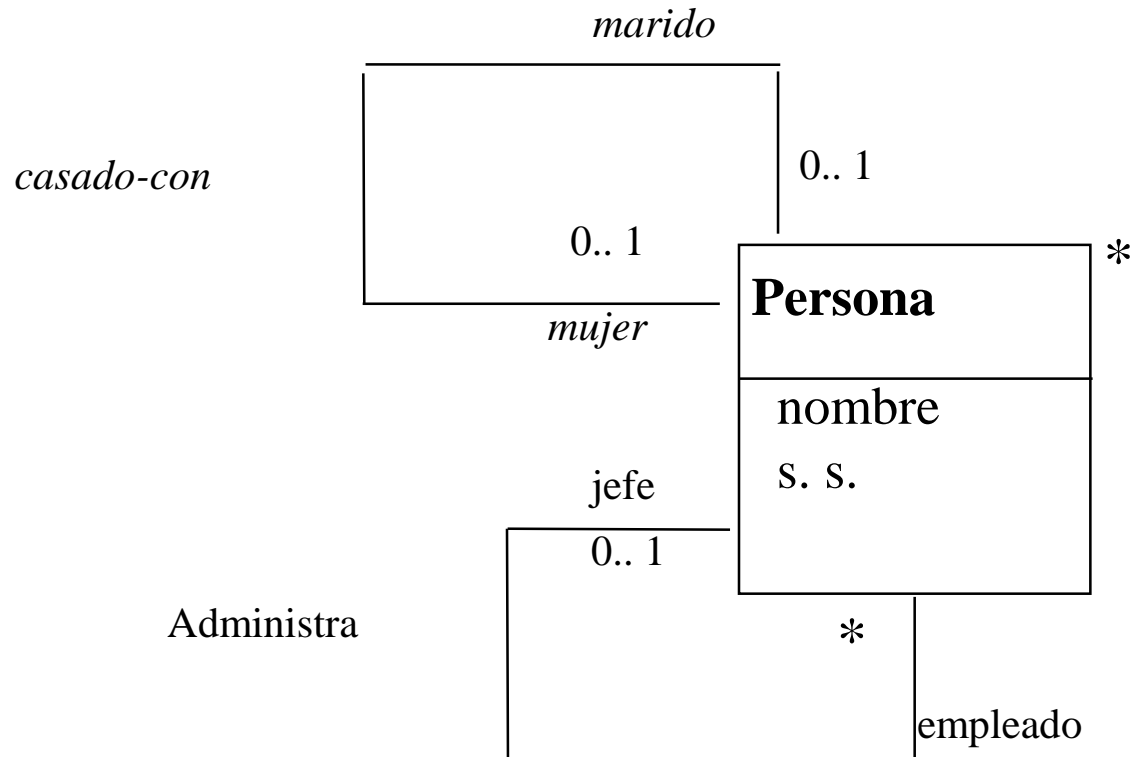 marido
casado-con
0.. 1
0.. 1
*
Persona
mujer
nombre
s. s.
jefe
0.. 1
Administra
*
empleado